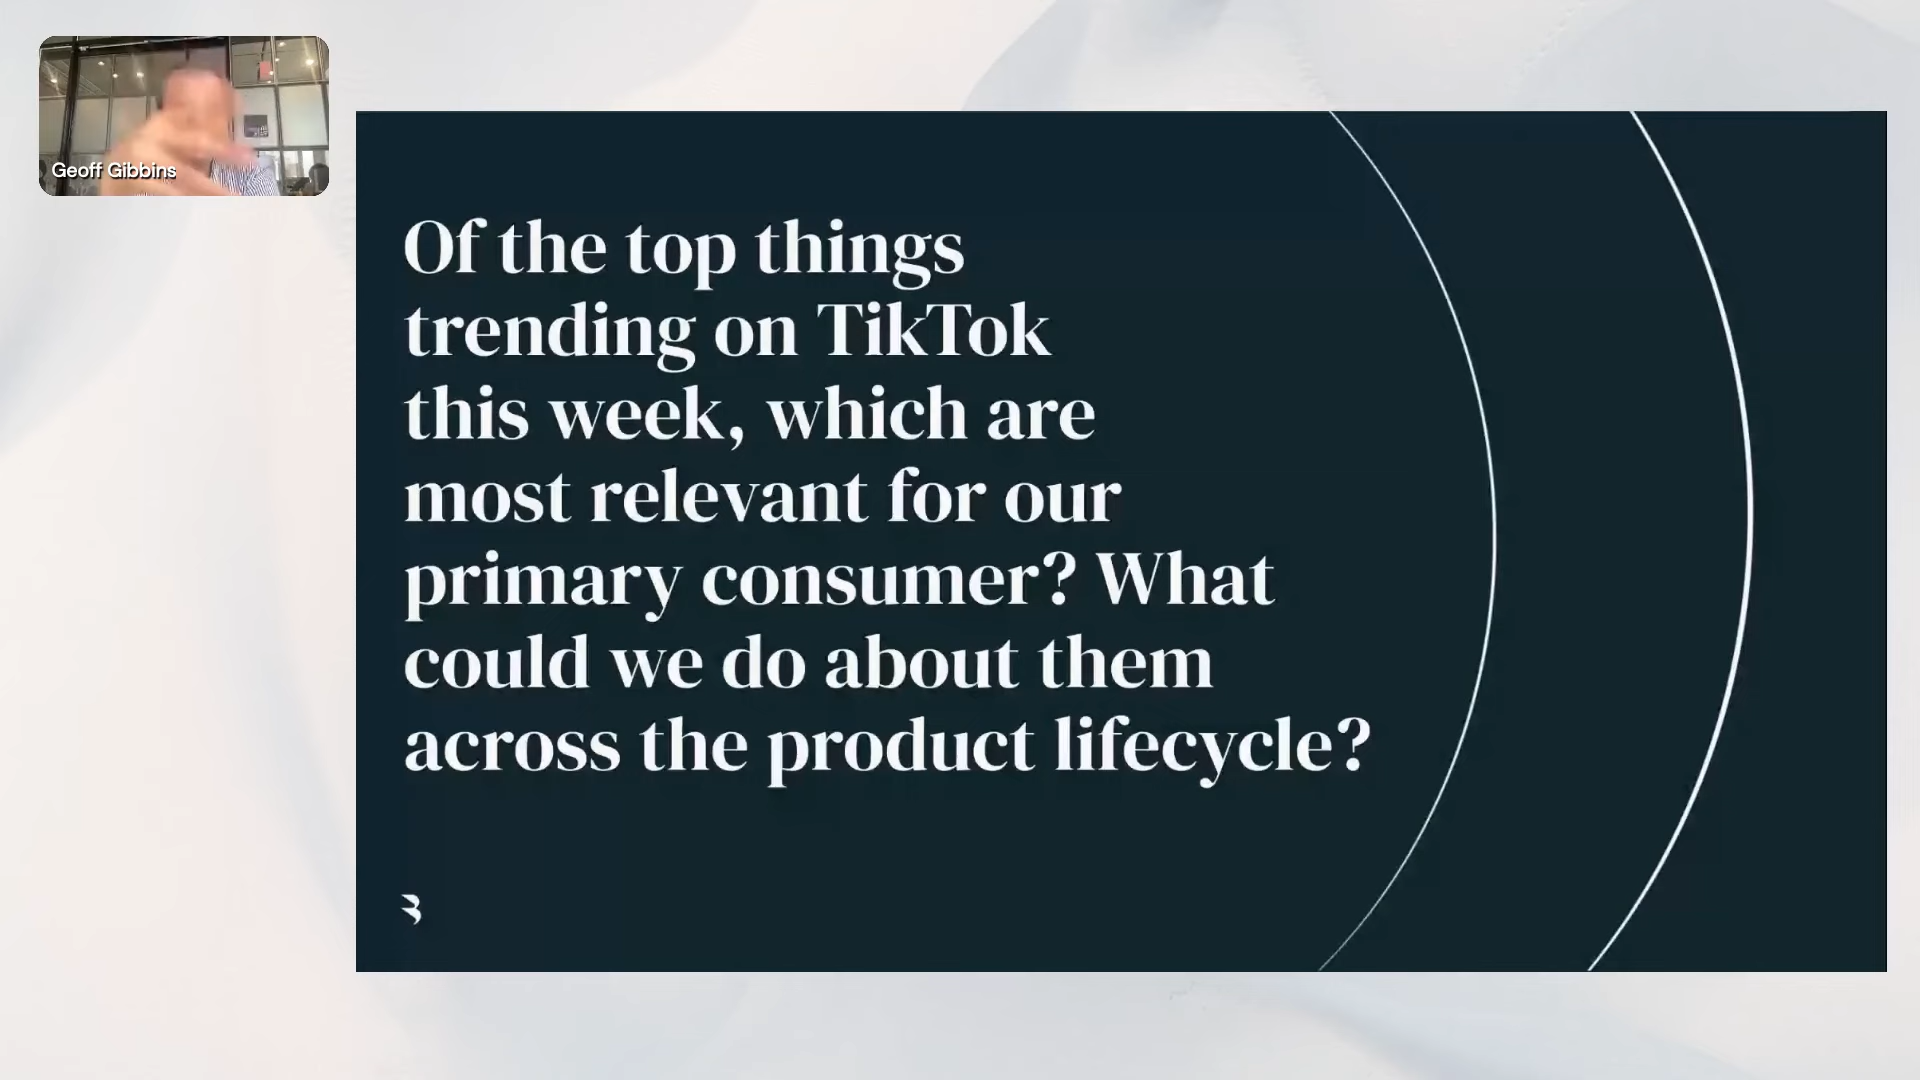 Geoff Gibbins
Of the top things
trending on TikTok
this week, which are
most relevant for our
primary consumer? What
could we do about them
across the product lifecycle?